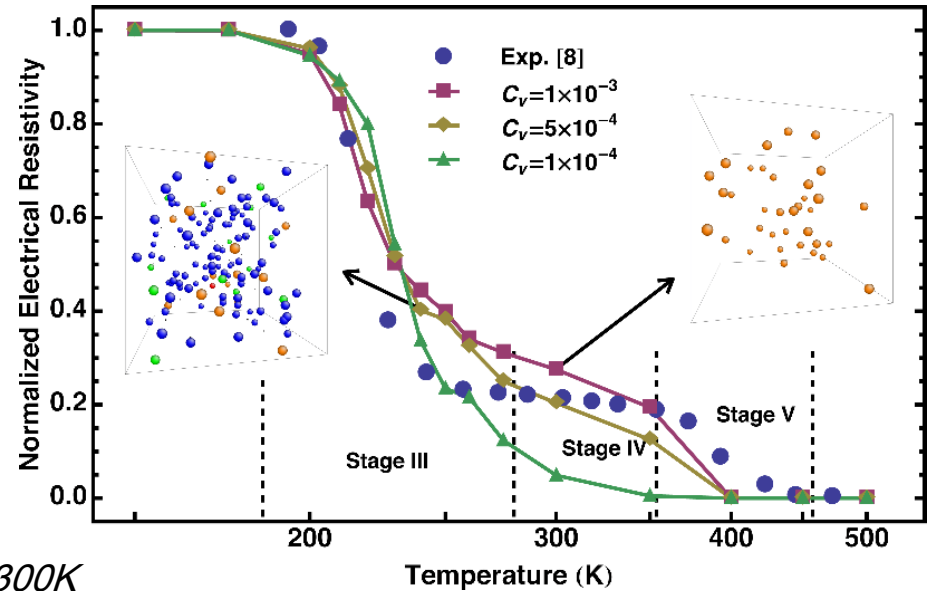 Normalized Electrical Resistivity
1.0
0.8
0.6
0.4
0.2
0.0
Exp. [8]
Cv=1×10⁻³
Cv=5×10⁻⁴
Cv=1×10⁻⁴
Stage III
Stage IV
Stage V
200
300
400
500
Temperature (K)
300K